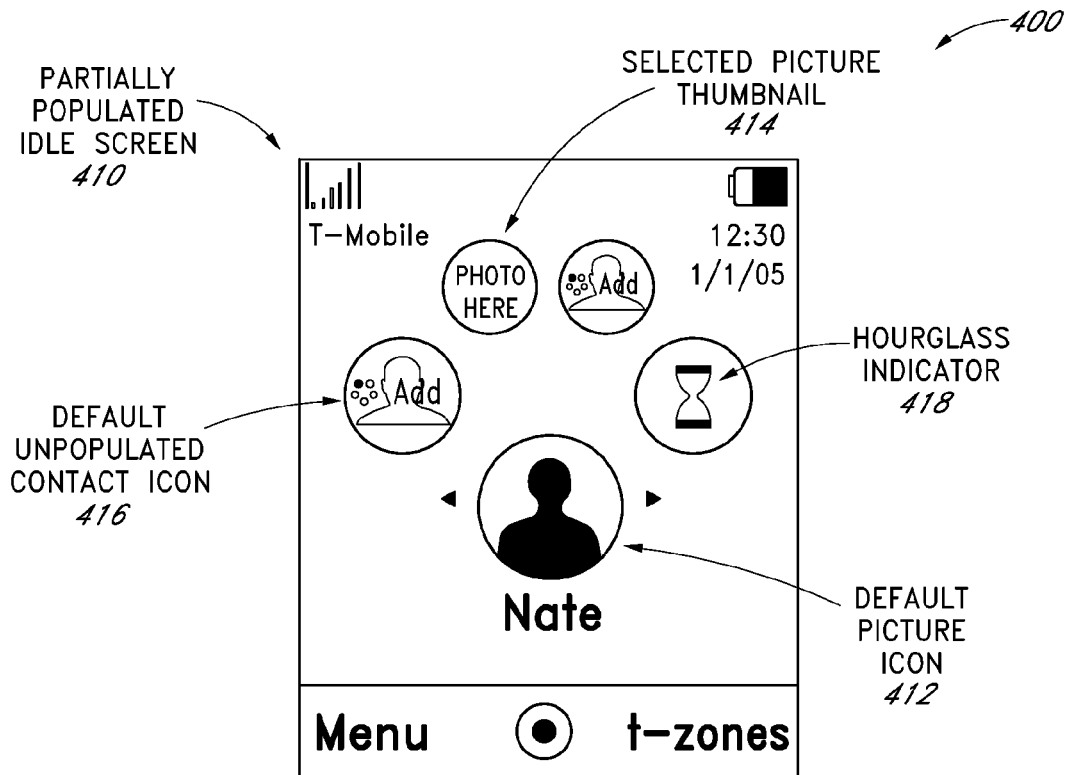 400
PARTIALLY
POPULATED
IDLE SCREEN
410
SELECTED PICTURE
THUMBNAIL
414
T-Mobile
12:30
1/1/05
PHOTO
HERE
Add
Add
HOURGLASS
INDICATOR
418
DEFAULT
UNPOPULATED
CONTACT ICON
416
Nate
DEFAULT
PICTURE
ICON
412
Menu
t-zones